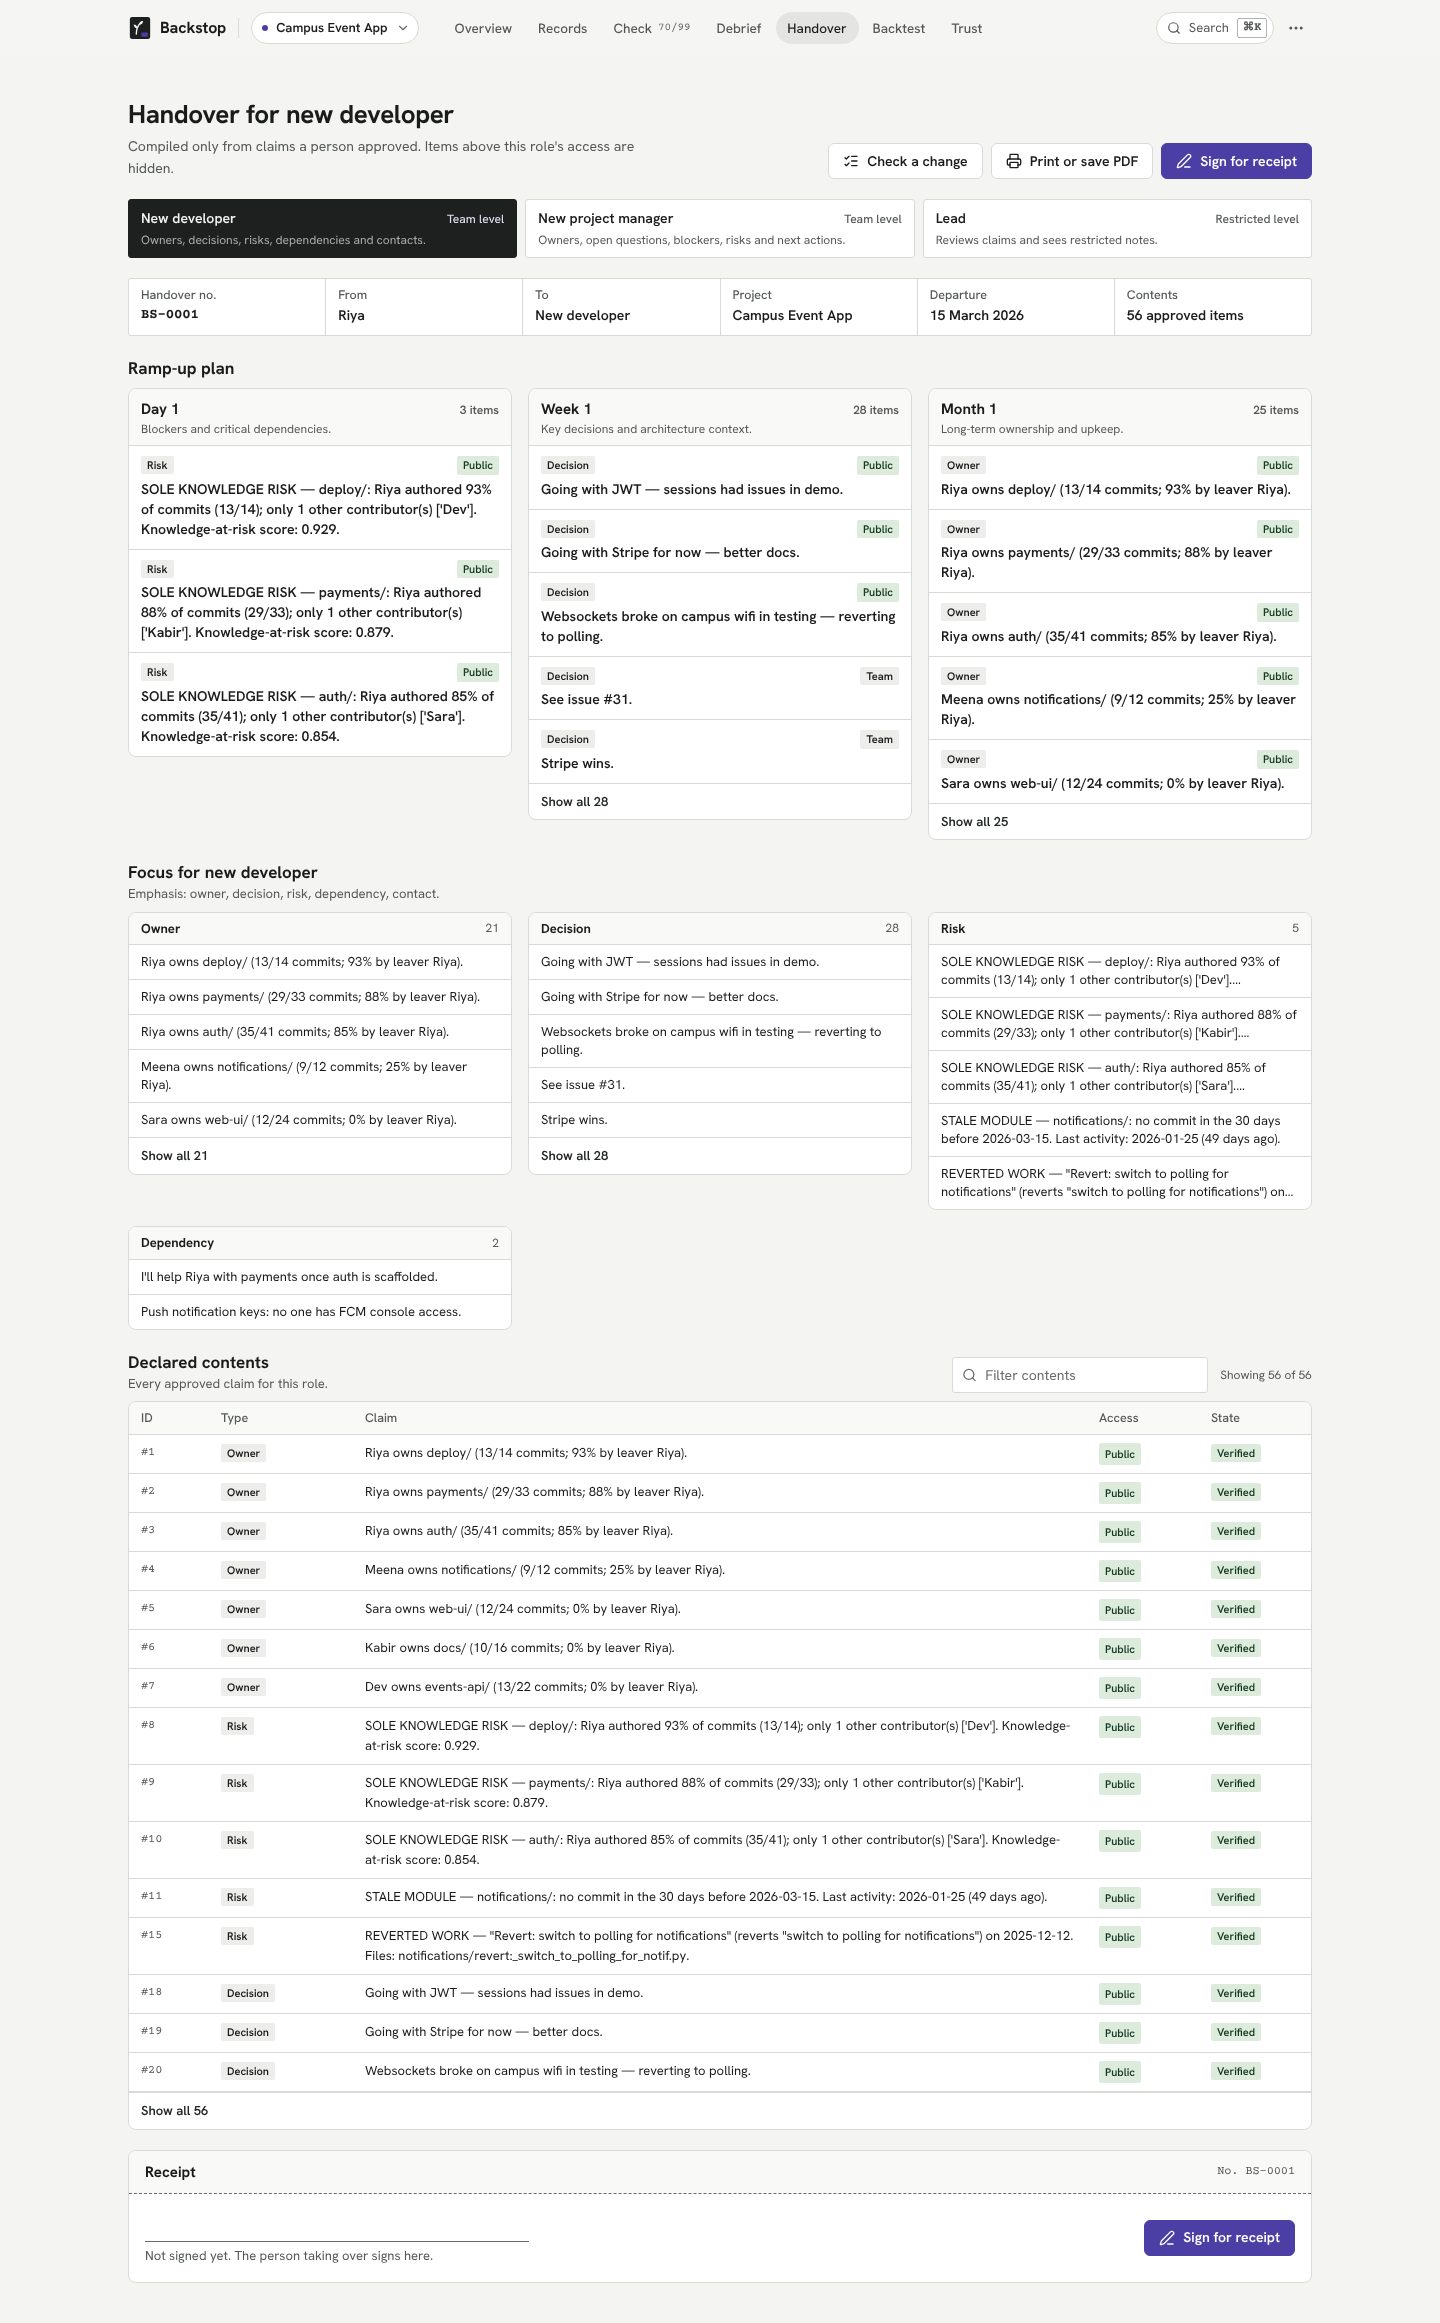 Backstop
Campus Event App
Overview
Records
Check 70/99
Debrief
Handover
Backtest
Trust
Search ⌘K
Handover for new developer
Compiled only from claims a person approved. Items above this role's access are
hidden.
Check a change
Print or save PDF
Sign for receipt
New developer Team level
Owners, decisions, risks, dependencies and contacts.
New project manager Team level
Owners, open questions, blockers, risks and next actions.
Lead Restricted level
Reviews claims and sees restricted notes.
Handover no.
BS-0001
From
Riya
To
New developer
Project
Campus Event App
Departure
15 March 2026
Contents
56 approved items
Ramp-up plan
Day 1 3 items
Blockers and critical dependencies.
Risk Public
SOLE KNOWLEDGE RISK — deploy/: Riya authored 93%
of commits (13/14); only 1 other contributor(s) ['Dev'].
Knowledge-at-risk score: 0.929.
Risk Public
SOLE KNOWLEDGE RISK — payments/: Riya authored
88% of commits (29/33); only 1 other contributor(s)
['Kabir']. Knowledge-at-risk score: 0.879.
Risk Public
SOLE KNOWLEDGE RISK — auth/: Riya authored 85% of
commits (35/41); only 1 other contributor(s) ['Sara'].
Knowledge-at-risk score: 0.854.
Week 1 28 items
Key decisions and architecture context.
Decision Public
Going with JWT — sessions had issues in demo.
Decision Public
Going with Stripe for now — better docs.
Decision Public
Websockets broke on campus wifi in testing — reverting
to polling.
Decision Team
See issue #31.
Decision Team
Stripe wins.
Show all 28
Month 1 25 items
Long-term ownership and upkeep.
Owner Public
Riya owns deploy/ (13/14 commits; 93% by leaver Riya).
Owner Public
Riya owns payments/ (29/33 commits; 88% by leaver
Riya).
Owner Public
Riya owns auth/ (35/41 commits; 85% by leaver Riya).
Owner Public
Meena owns notifications/ (9/12 commits; 25% by leaver
Riya).
Owner Public
Sara owns web-ui/ (12/24 commits; 0% by leaver Riya).
Show all 25
Focus for new developer
Emphasis: owner, decision, risk, dependency, contact.
Owner 21
Riya owns deploy/ (13/14 commits; 93% by leaver Riya).
Riya owns payments/ (29/33 commits; 88% by leaver Riya).
Riya owns auth/ (35/41 commits; 85% by leaver Riya).
Meena owns notifications/ (9/12 commits; 25% by leaver
Riya).
Sara owns web-ui/ (12/24 commits; 0% by leaver Riya).
Show all 21
Decision 28
Going with JWT — sessions had issues in demo.
Going with Stripe for now — better docs.
Websockets broke on campus wifi in testing — reverting to
polling.
See issue #31.
Stripe wins.
Show all 28
Risk 5
SOLE KNOWLEDGE RISK — deploy/: Riya authored 93% of
commits (13/14); only 1 other contributor(s) ['Dev']....
SOLE KNOWLEDGE RISK — payments/: Riya authored 88% of
commits (29/33); only 1 other contributor(s) ['Kabir']....
SOLE KNOWLEDGE RISK — auth/: Riya authored 85% of
commits (35/41); only 1 other contributor(s) ['Sara']....
STALE MODULE — notifications/: no commit in the 30 days
before 2026-03-15. Last activity: 2026-01-25 (49 days ago).
REVERTED WORK — "Revert: switch to polling for
notifications" (reverts "switch to polling for notifications") on...
Dependency 2
I'll help Riya with payments once auth is scaffolded.
Push notification keys: no one has FCM console access.
Declared contents
Every approved claim for this role.
Filter contents
Showing 56 of 56
ID Type Claim Access State
#1 Owner Riya owns deploy/ (13/14 commits; 93% by leaver Riya). Public Verified
#2 Owner Riya owns payments/ (29/33 commits; 88% by leaver Riya). Public Verified
#3 Owner Riya owns auth/ (35/41 commits; 85% by leaver Riya). Public Verified
#4 Owner Meena owns notifications/ (9/12 commits; 25% by leaver Riya). Public Verified
#5 Owner Sara owns web-ui/ (12/24 commits; 0% by leaver Riya). Public Verified
#6 Owner Kabir owns docs/ (10/16 commits; 0% by leaver Riya). Public Verified
#7 Owner Dev owns events-api/ (13/22 commits; 0% by leaver Riya). Public Verified
#8 Risk SOLE KNOWLEDGE RISK — deploy/: Riya authored 93% of commits (13/14); only 1 other contributor(s) ['Dev']. Knowledge- Public Verified
at-risk score: 0.929.
#9 Risk SOLE KNOWLEDGE RISK — payments/: Riya authored 88% of commits (29/33); only 1 other contributor(s) ['Kabir']. Public Verified
Knowledge-at-risk score: 0.879.
#10 Risk SOLE KNOWLEDGE RISK — auth/: Riya authored 85% of commits (35/41); only 1 other contributor(s) ['Sara']. Knowledge- Public Verified
at-risk score: 0.854.
#11 Risk STALE MODULE — notifications/: no commit in the 30 days before 2026-03-15. Last activity: 2026-01-25 (49 days ago). Public Verified
#15 Risk REVERTED WORK — "Revert: switch to polling for notifications" (reverts "switch to polling for notifications") on 2025-12-12. Public Verified
Files: notifications/revert:_switch_to_polling_for_notif.py.
#18 Decision Going with JWT — sessions had issues in demo. Public Verified
#19 Decision Going with Stripe for now — better docs. Public Verified
#20 Decision Websockets broke on campus wifi in testing — reverting to polling. Public Verified
Show all 56
Receipt No. BS-0001
Not signed yet. The person taking over signs here.
Sign for receipt